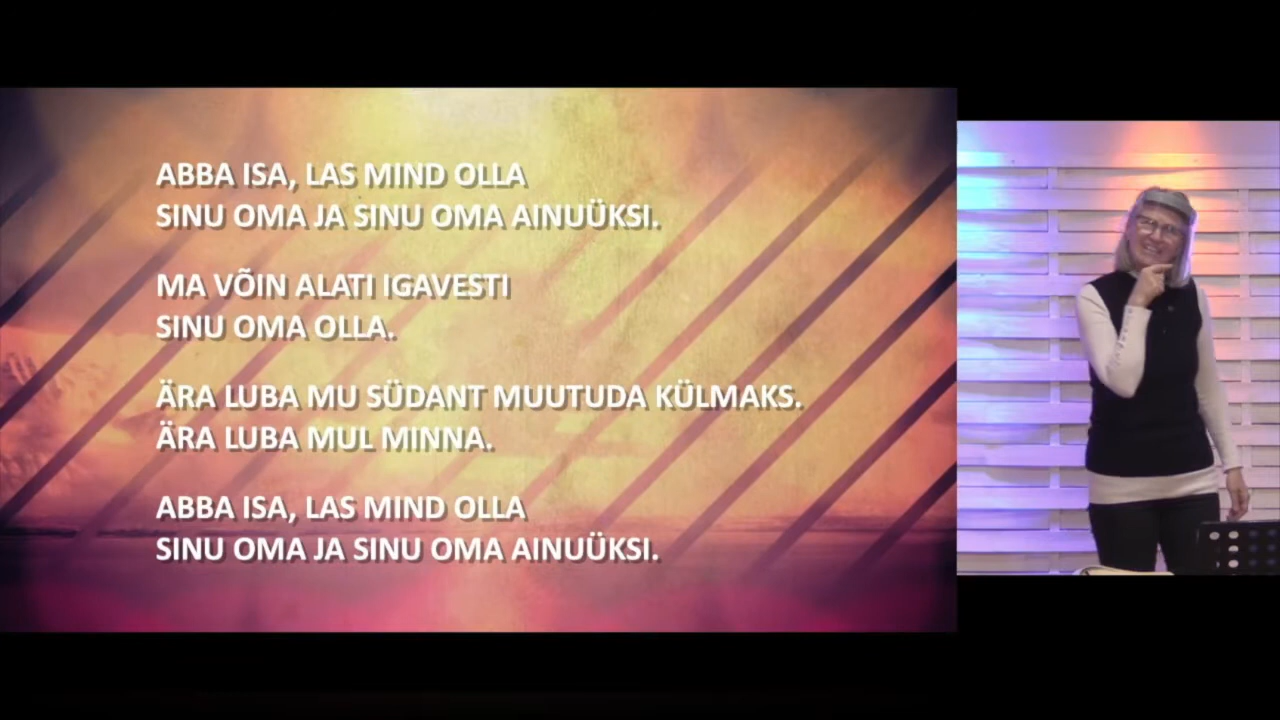 ABBA ISA, LAS MIND OLLA
SINU OMA JA SINU OMA AINUÜKSI.
MA VÕIN ALATI IGAVESTI
SINU OMA OLLA.
ÄRA LUBA MU SÜDANT MUUTUDA KÜLMAKS.
ÄRA LUBA MUL MINNA.
ABBA ISA, LAS MIND OLLA
SINU OMA JA SINU OMA AINUÜKSI.